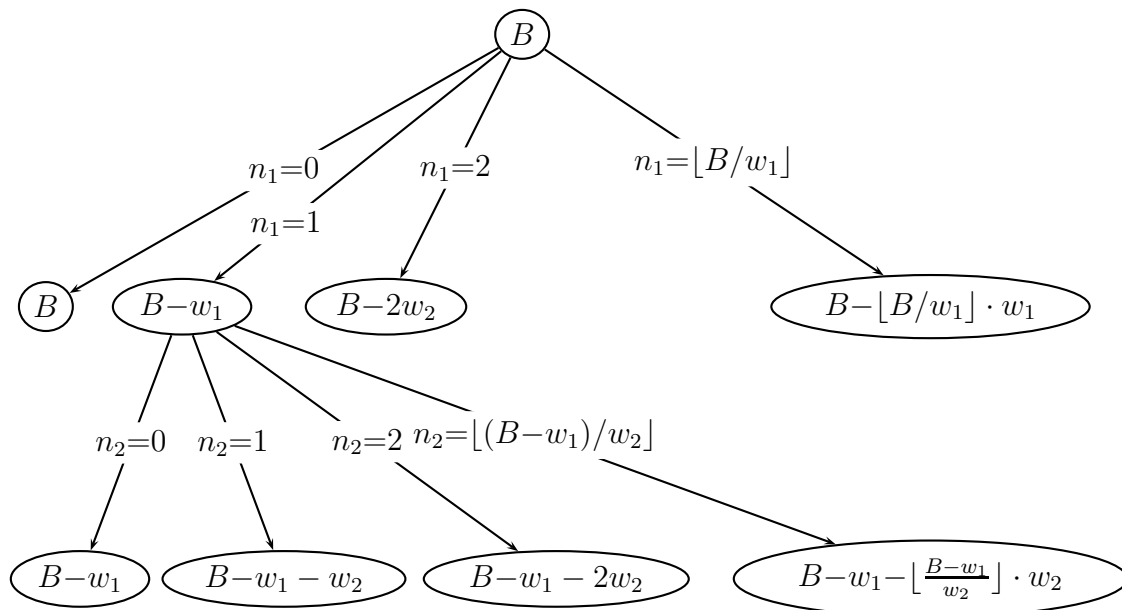 B
n₁=0
n₁=1
n₁=2
n₁=⌊B/w₁⌋
B
B−w₁
B−2w₂
B−⌊B/w₁⌋ · w₁
n₂=0
n₂=1
n₂=2
n₂=⌊(B−w₁)/w₂⌋
B−w₁
B−w₁ − w₂
B−w₁ − 2w₂
B−w₁−⌊\frac{B−w₁}{w₂}⌋ · w₂